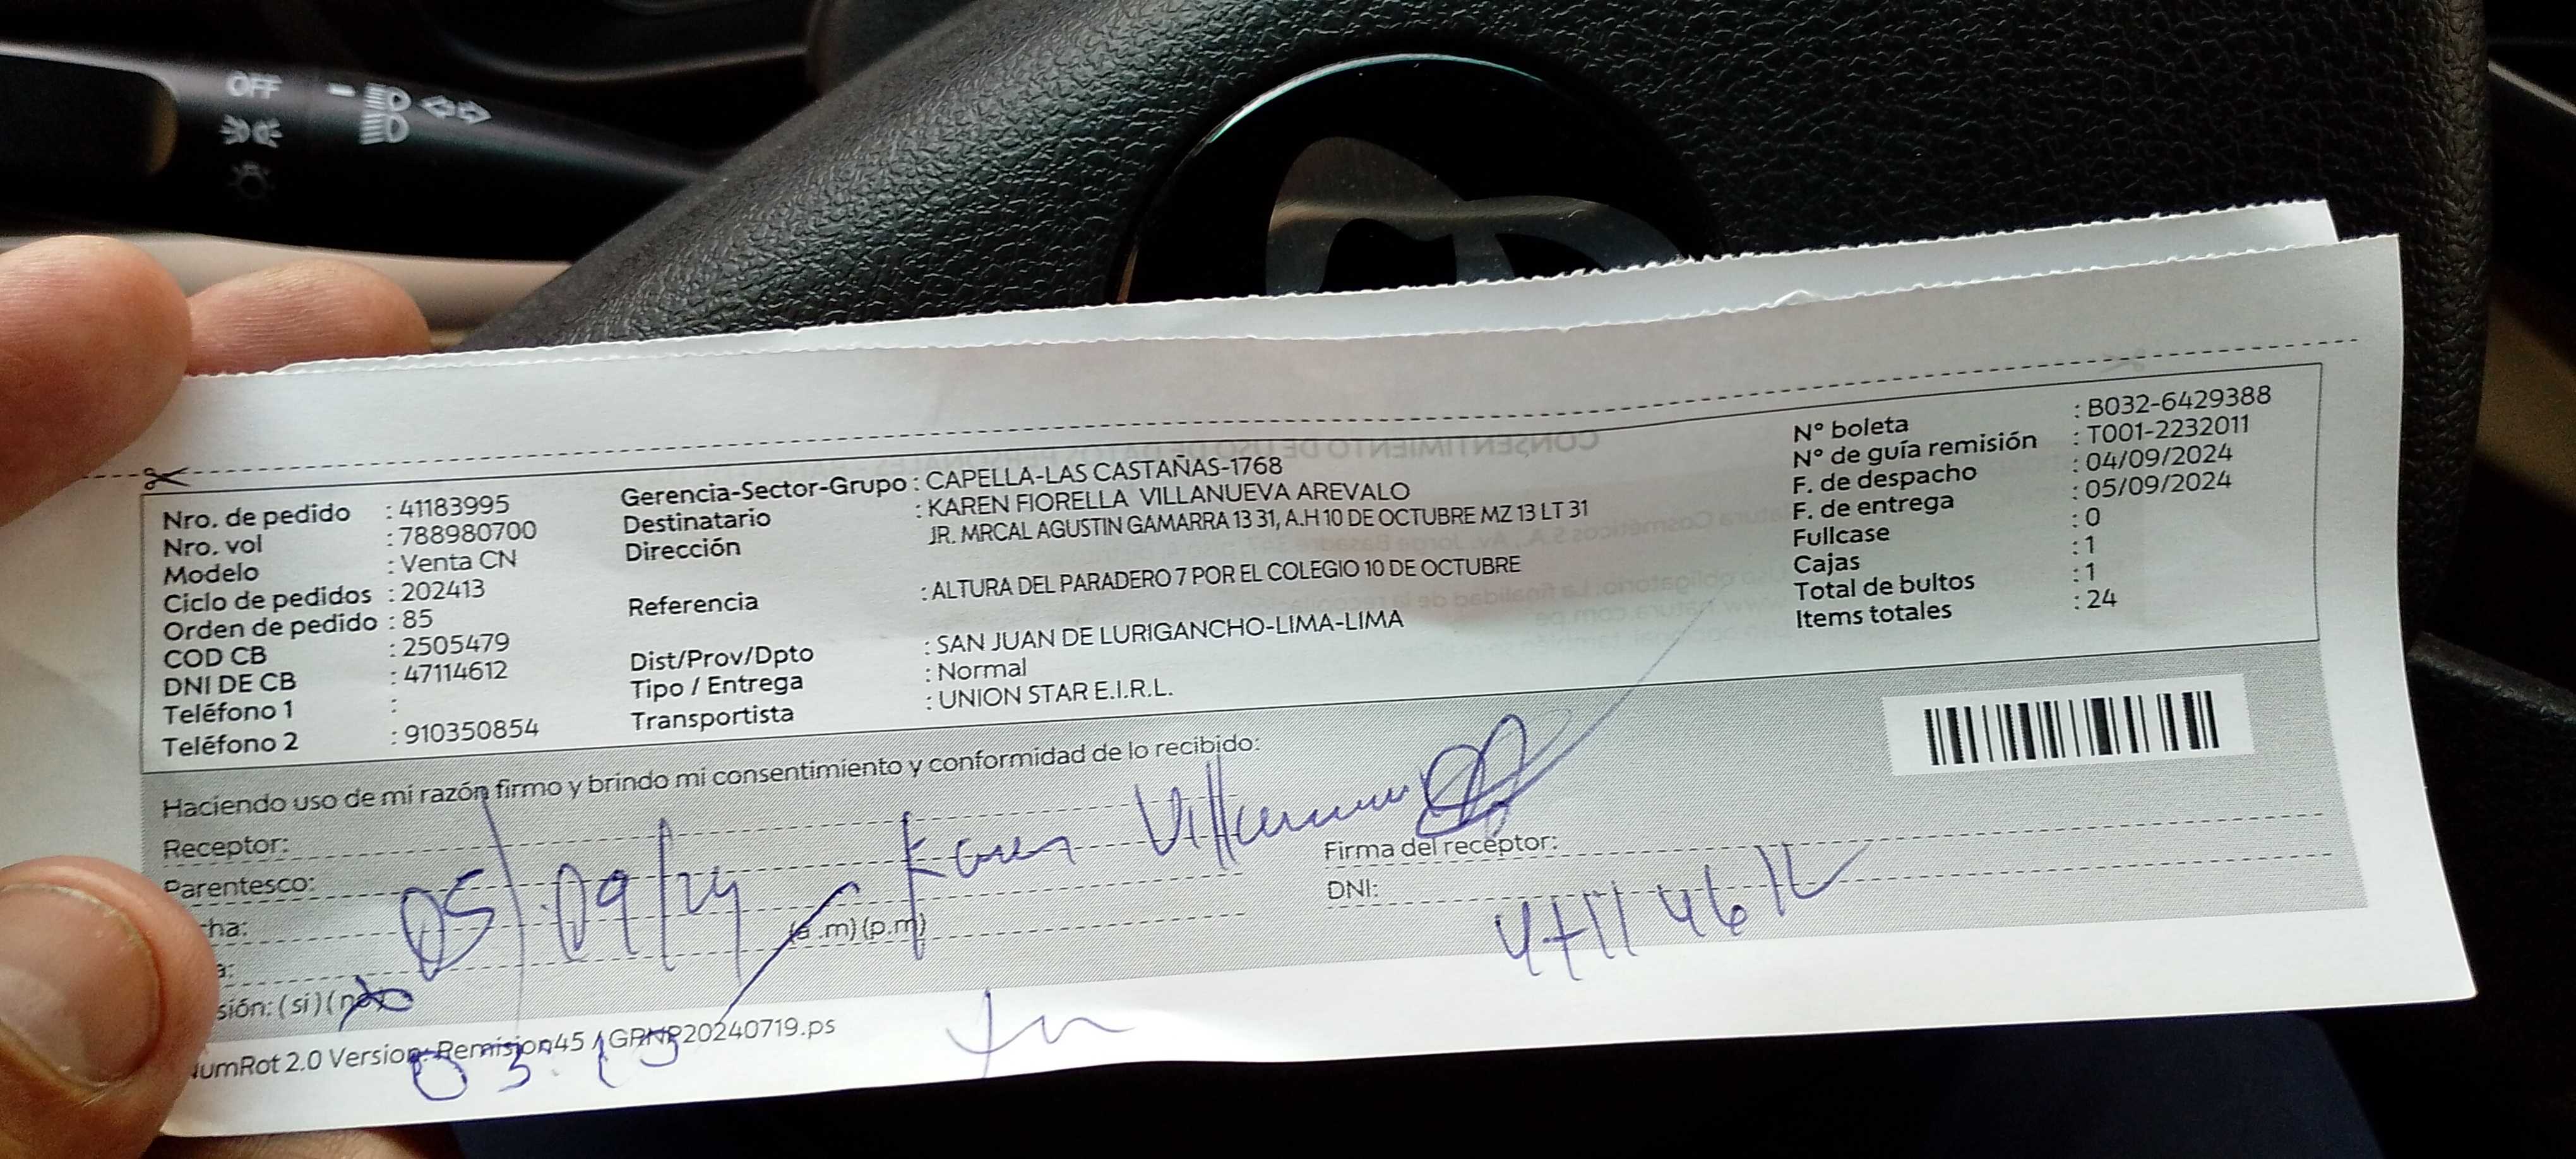 OFF
Nro. de pedido : 41183995
Nro. vol : 788980700
Modelo : Venta CN
Ciclo de pedidos : 202413
Orden de pedido : 85
COD CB : 2505479
DNI DE CB : 47114612
Teléfono 1 :
Teléfono 2 : 910350854
Gerencia-Sector-Grupo : CAPELLA-LAS CASTAÑAS-1768
Destinatario : KAREN FIORELLA VILLANUEVA AREVALO
Dirección JR. MRCAL AGUSTIN GAMARRA 13 31, A.H 10 DE OCTUBRE MZ 13 LT 31
Referencia : ALTURA DEL PARADERO 7 POR EL COLEGIO 10 DE OCTUBRE
Dist/Prov/Dpto : SAN JUAN DE LURIGANCHO-LIMA-LIMA
Tipo / Entrega : Normal
Transportista : UNION STAR E.I.R.L.
N° boleta : B032-6429388
N° de guía remisión : T001-2232011
F. de despacho : 04/09/2024
F. de entrega : 05/09/2024
Fullcase : 0
Cajas : 1
Total de bultos : 1
Items totales : 24
Haciendo uso de mi razón firmo y brindo mi consentimiento y conformidad de lo recibido:
Receptor: Karen
Parentesco:
cha: 05/09/24
a: (a.m) (p.m)
sión: (si) (no)
Firma del receptor:
DNI: 47114612
NumRot 2.0 Version: Remision45 / GRNP20240719.ps
03:15